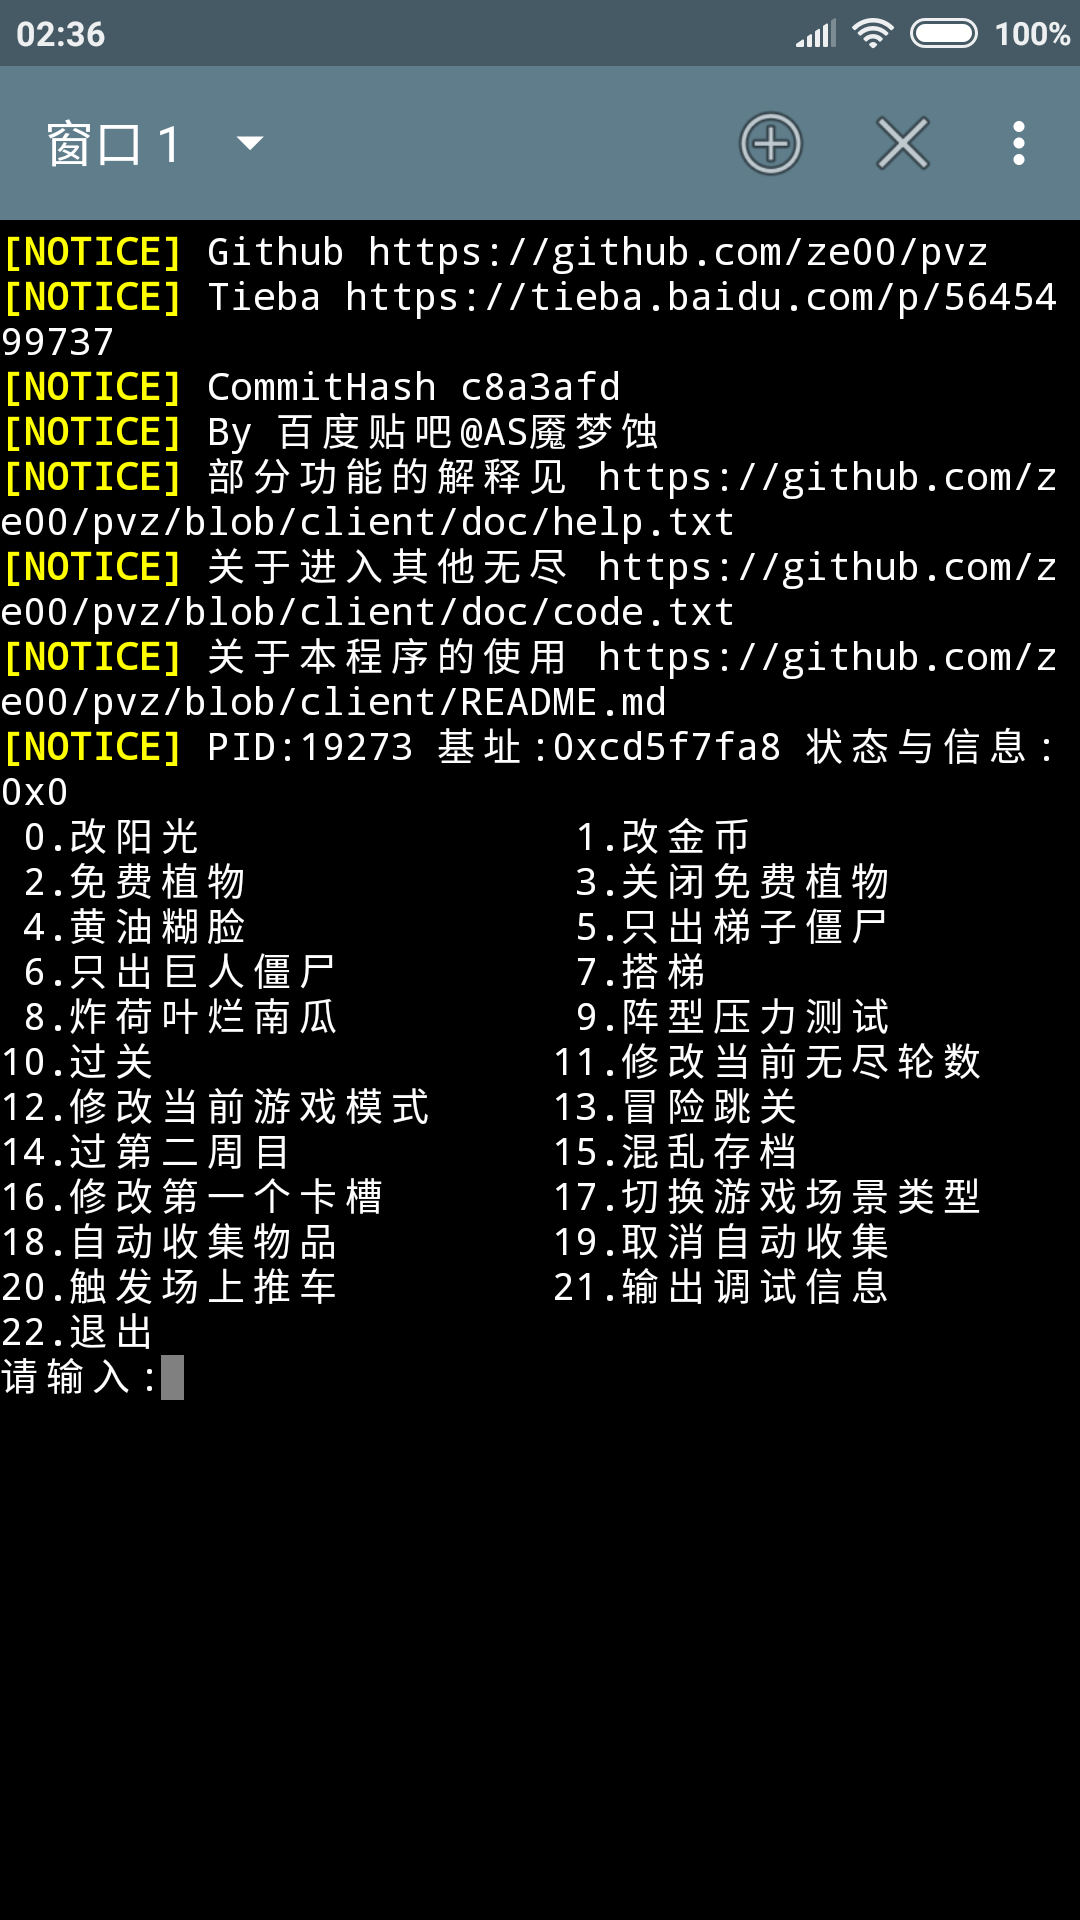 02:36 100%
窗口 1
[NOTICE] Github https://github.com/ze00/pvz
[NOTICE] Tieba https://tieba.baidu.com/p/56454
99737
[NOTICE] CommitHash c8a3afd
[NOTICE] By 百度贴吧@AS魇梦蚀
[NOTICE] 部分功能的解释见 https://github.com/z
e00/pvz/blob/client/doc/help.txt
[NOTICE] 关于进入其他无尽 https://github.com/z
e00/pvz/blob/client/doc/code.txt
[NOTICE] 关于本程序的使用 https://github.com/z
e00/pvz/blob/client/README.md
[NOTICE] PID:19273 基址:0xcd5f7fa8 状态与信息:
0x0
0.改阳光 1.改金币
2.免费植物 3.关闭免费植物
4.黄油糊脸 5.只出梯子僵尸
6.只出巨人僵尸 7.搭梯
8.炸荷叶烂南瓜 9.阵型压力测试
10.过关 11.修改当前无尽轮数
12.修改当前游戏模式 13.冒险跳关
14.过第二周目 15.混乱存档
16.修改第一个卡槽 17.切换游戏场景类型
18.自动收集物品 19.取消自动收集
20.触发场上推车 21.输出调试信息
22.退出
请输入: